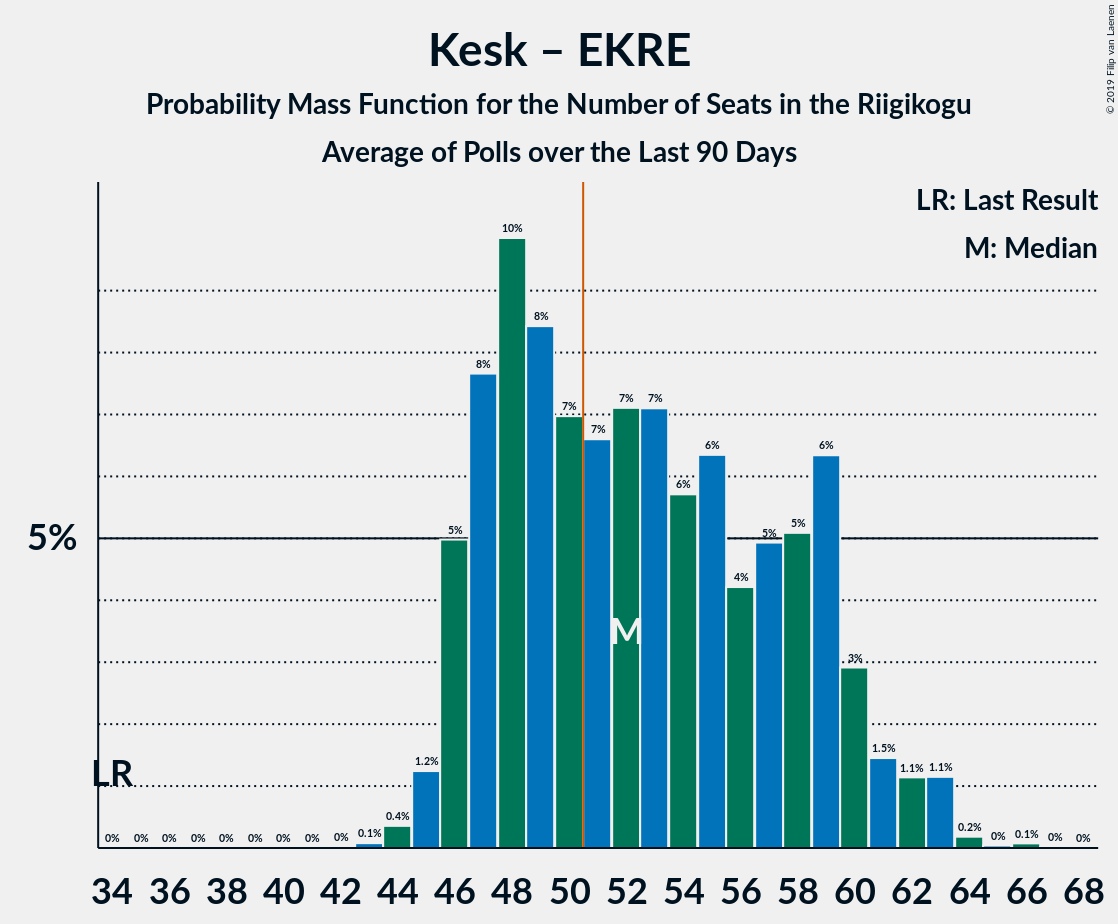 Kesk – EKRE
Probability Mass Function for the Number of Seats in the Riigikogu
Average of Polls over the Last 90 Days
© 2019 Filip van Laenen
LR: Last Result
M: Median
10%
8%
8%
7% 7%
7%
7%
6%
6%
6%
5%
5%
5%
5%
4%
M
3%
1.5%
1.2%
1.1% 1.1%
LR
0% 0% 0% 0% 0% 0% 0% 0% 0% 0.1% 0.4% 0.2% 0% 0.1% 0% 0%
34 36 38 40 42 44 46 48 50 52 54 56 58 60 62 64 66 68